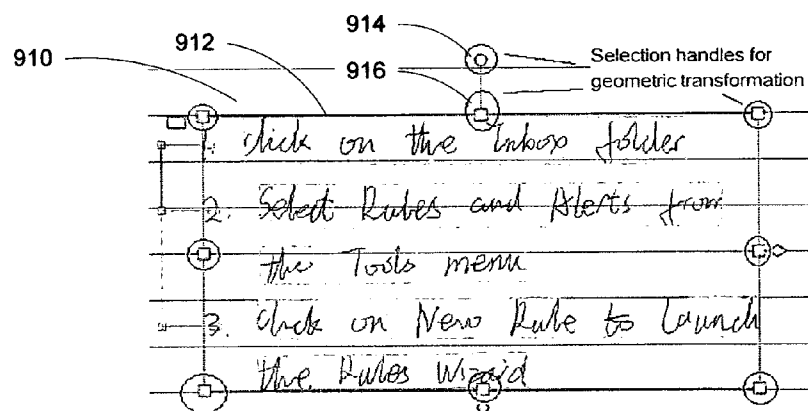 914
912
910
916
Selection handles for
geometric transformation
1. click on the Inbox folder
2. Select Rules and Alerts from
the Tools menu
3. click on New Rule to launch
the Rules Wizard